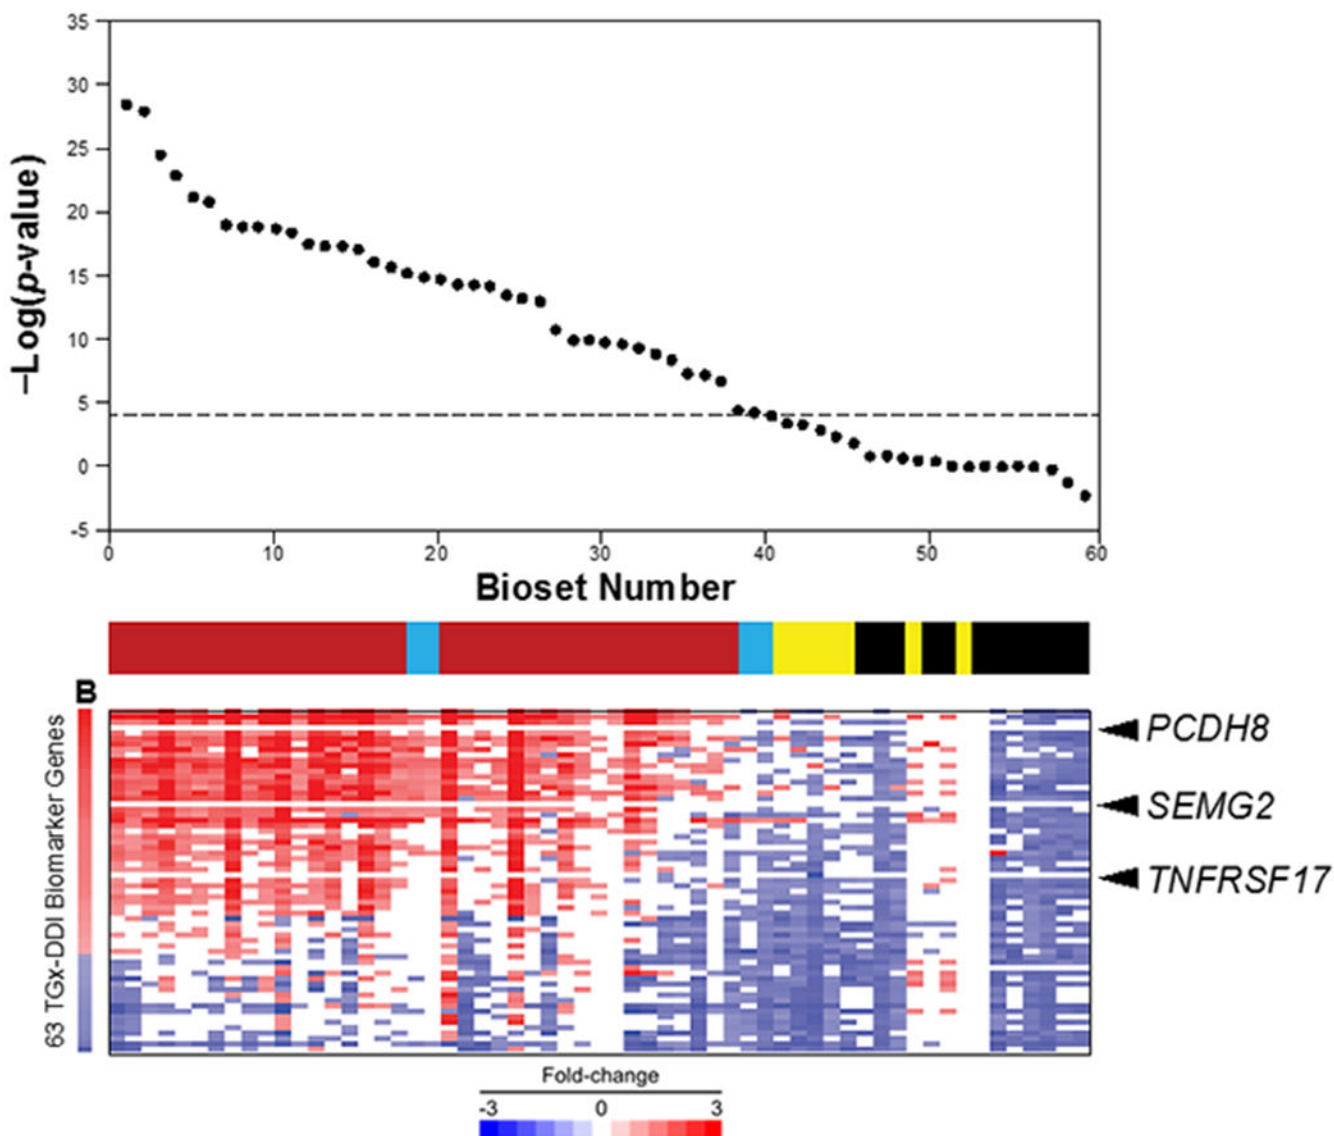 35
30
25
20
15
10
5
0
-5
–Log(p-value)
0 10 20 30 40 50 60
Bioset Number
B
63 TGx-DDI Biomarker Genes
PCDH8
SEMG2
TNFRSF17
Fold-change
-3 0 3